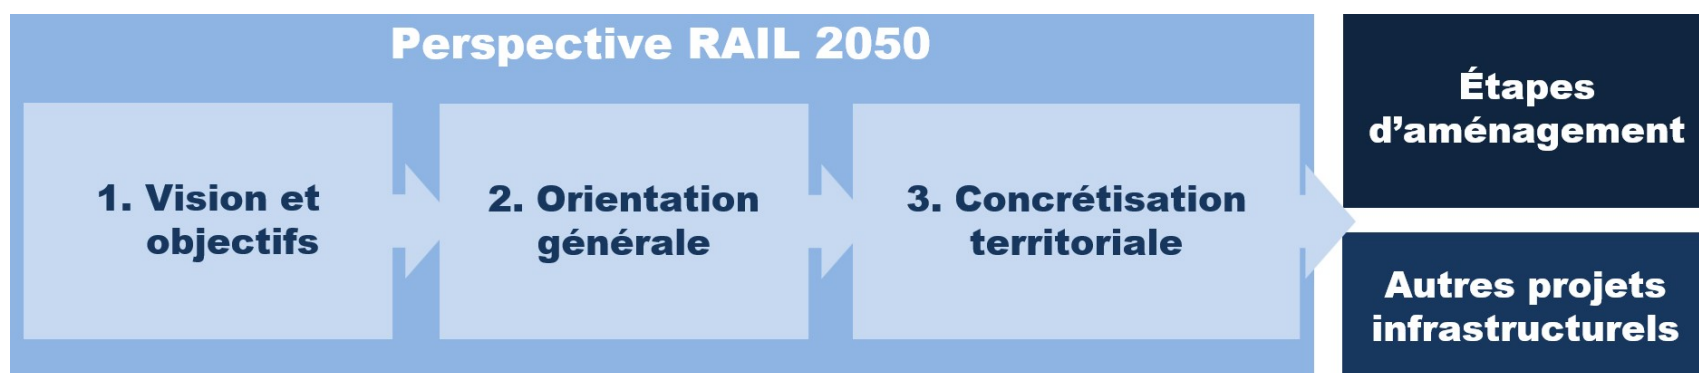 Perspective RAIL 2050
1. Vision et
objectifs
2. Orientation
générale
3. Concrétisation
territoriale
Étapes
d’aménagement
Autres projets
infrastructurels